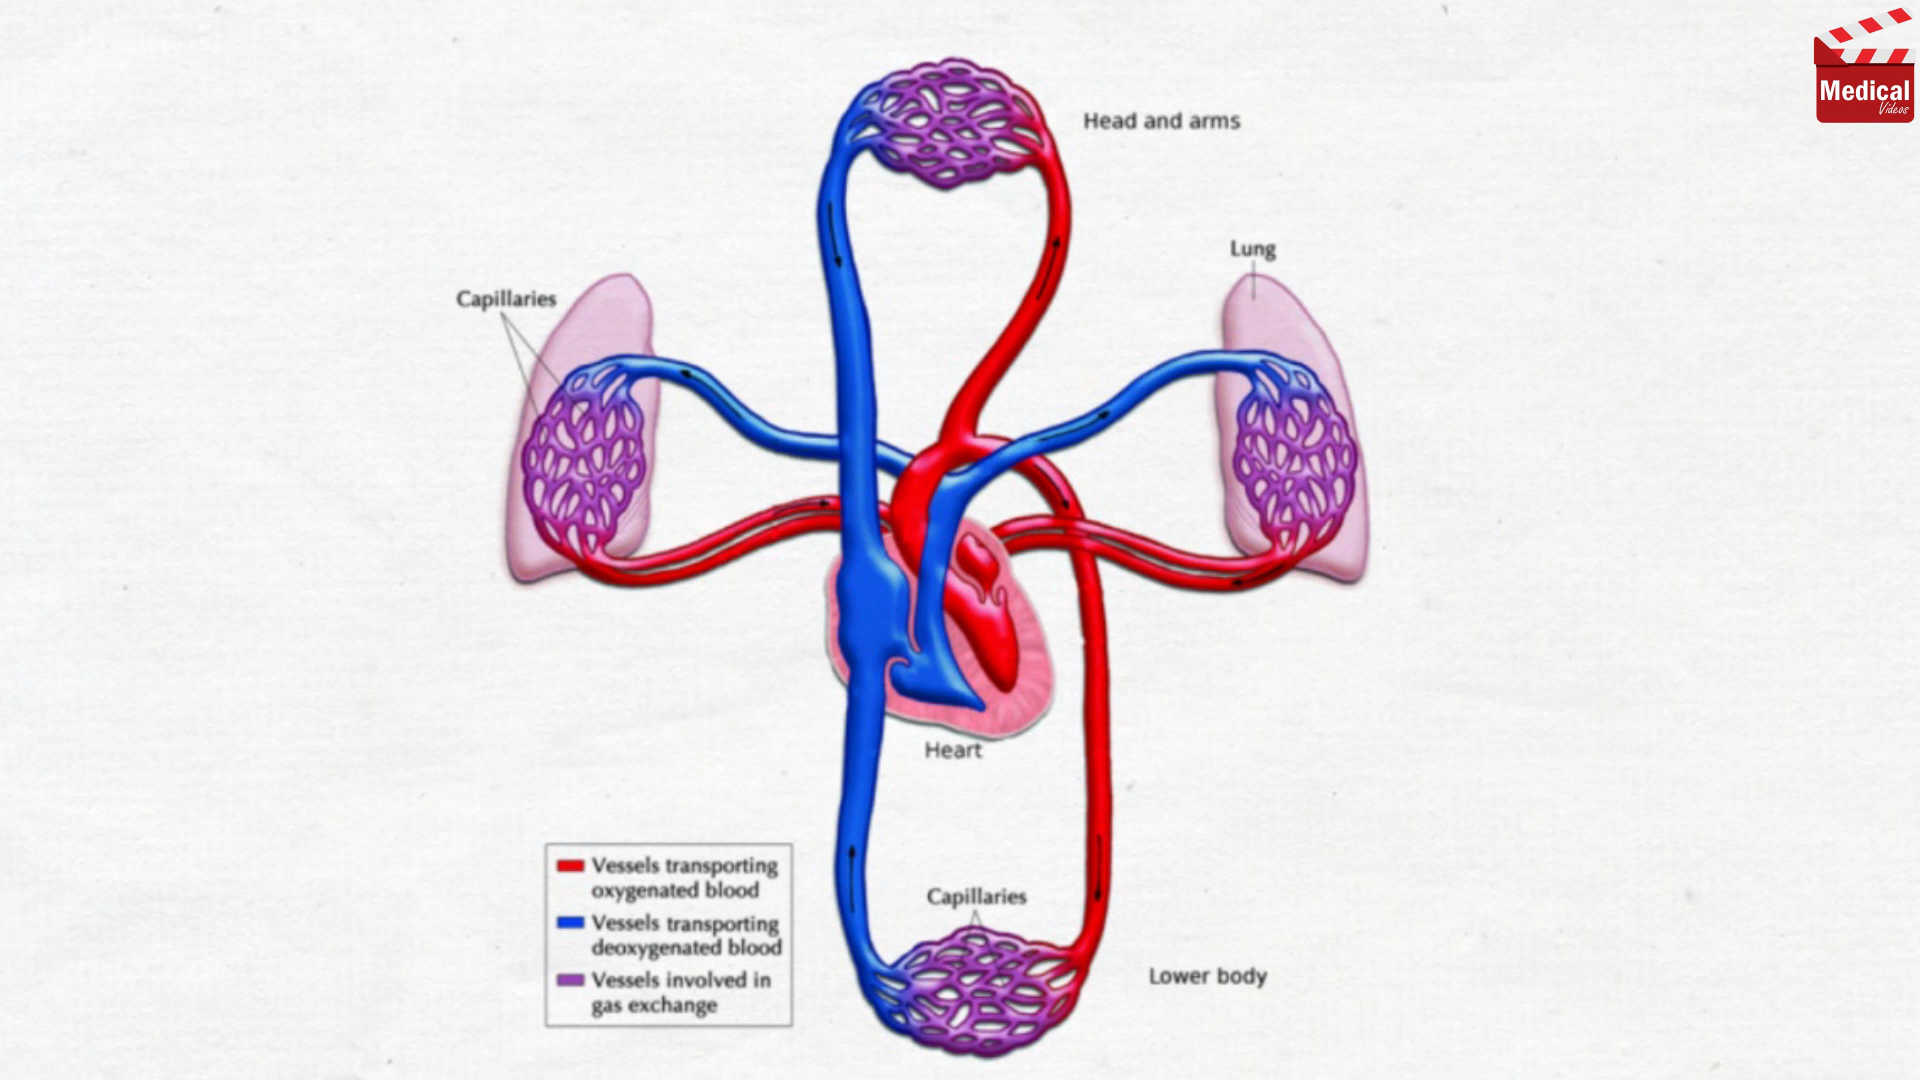 Medical
Videos
Head and arms
Lung
Capillaries
Heart
Capillaries
Lower body
Vessels transporting
oxygenated blood
Vessels transporting
deoxygenated blood
Vessels involved in
gas exchange